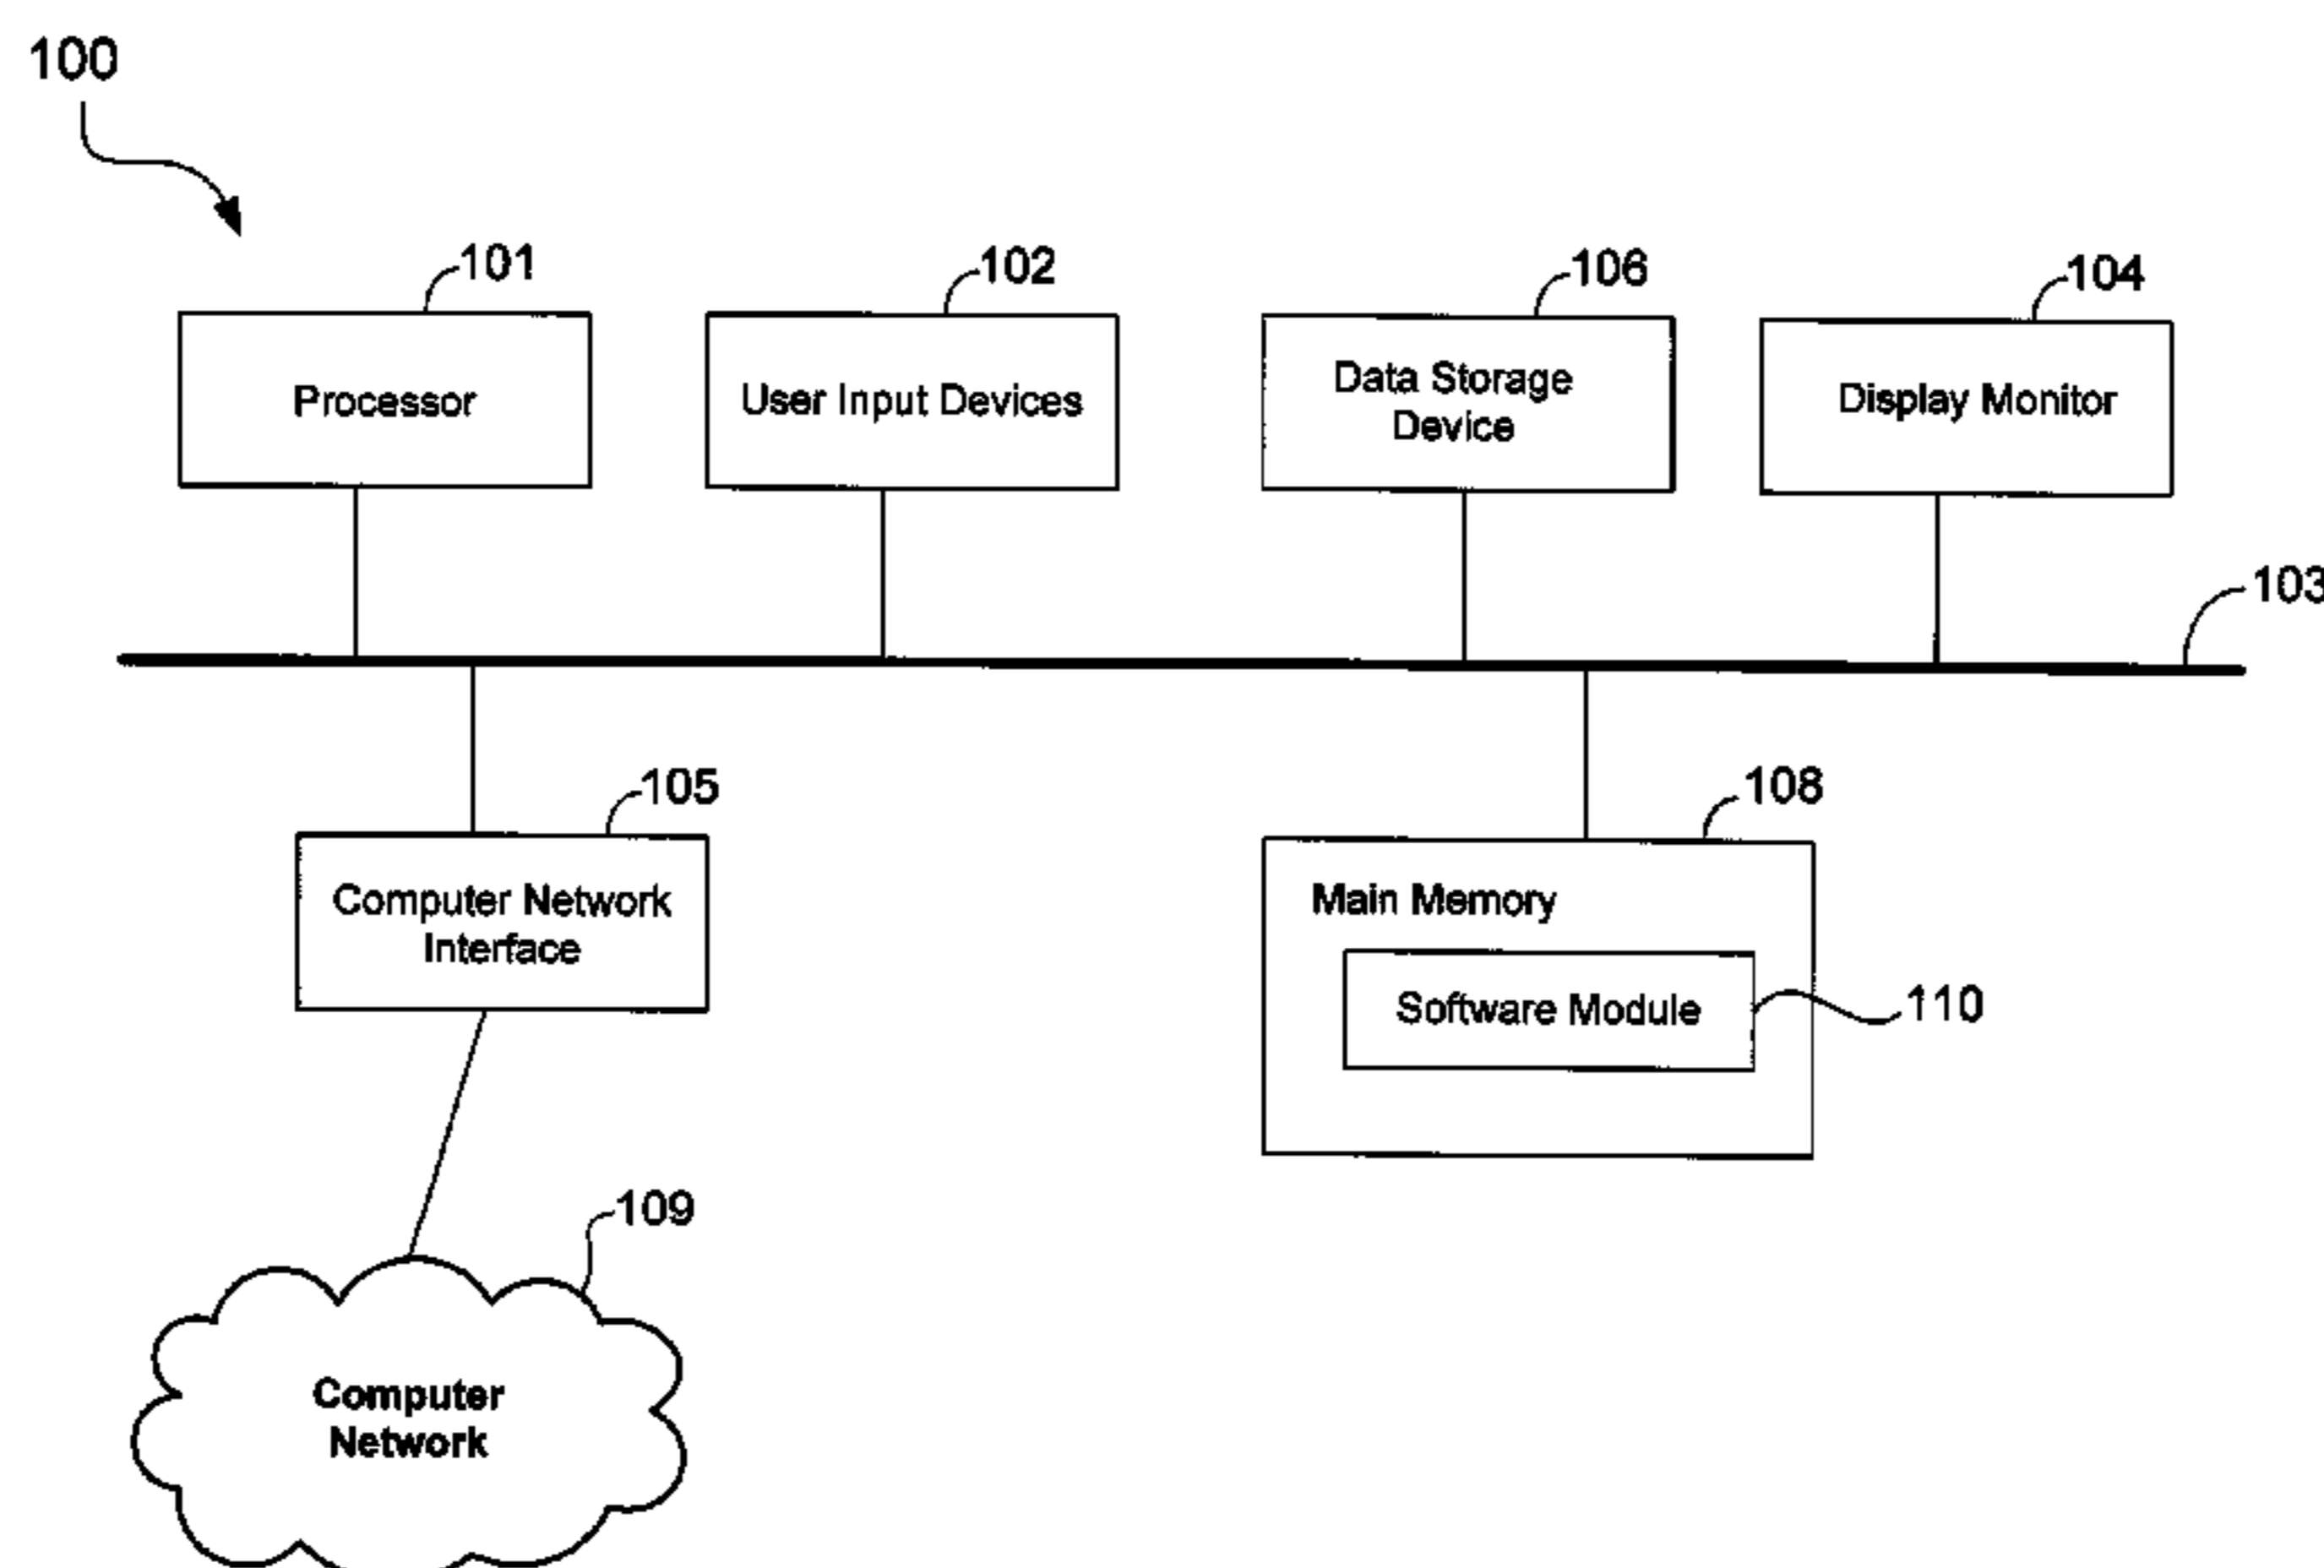 100
101
102
106
104
Processor
User Input Devices
Data Storage
Device
Display Monitor
103
105
108
Computer Network
Interface
Main Memory
Software Module
110
109
Computer
Network